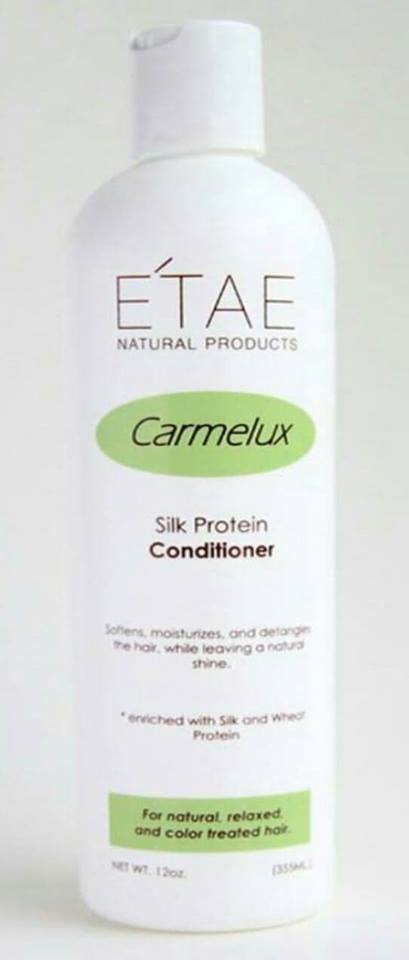 E'TAE
NATURAL PRODUCTS
Carmelux
Silk Protein
Conditioner
Softens, moisturizes, and detangles
the hair, while leaving a natural
shine.
* enriched with Silk and Wheat
Protein
For natural, relaxed,
and color treated hair.
NET WT. 12oz. (355ML)